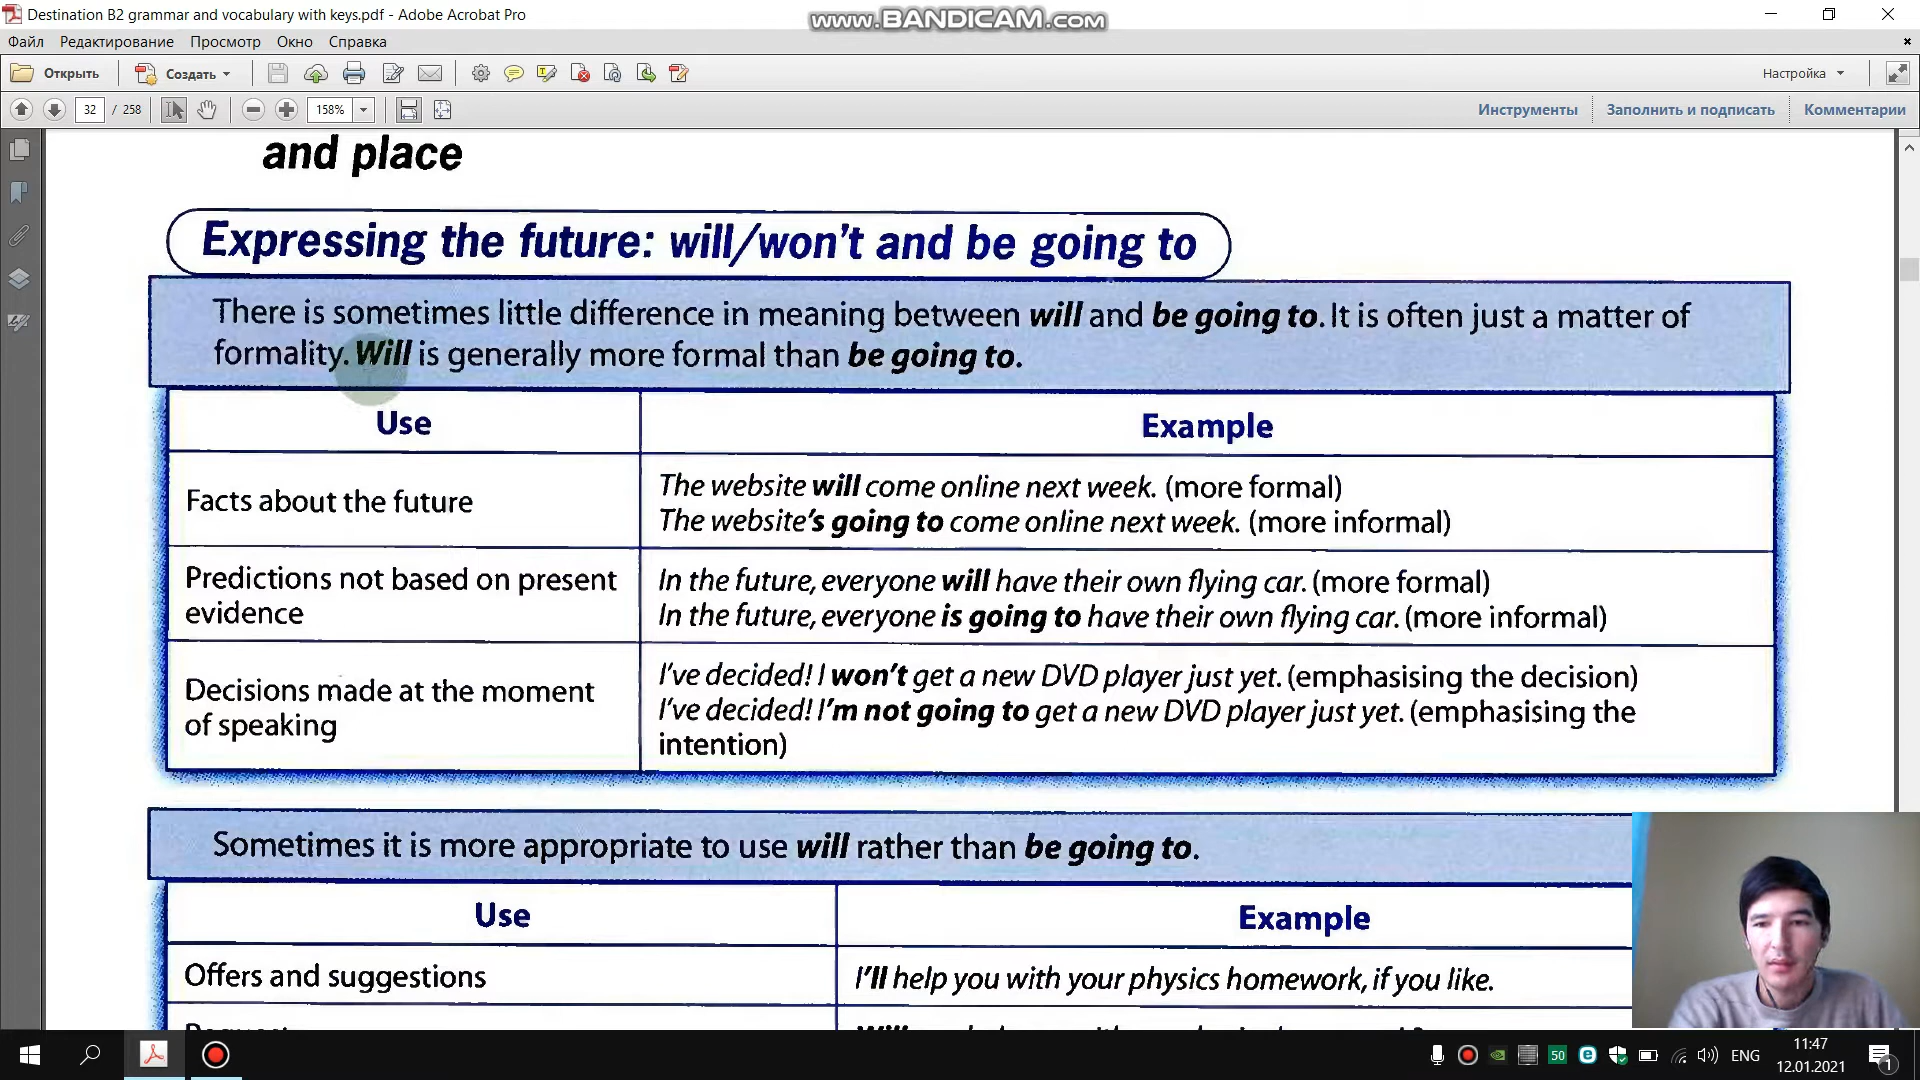 Destination B2 grammar and vocabulary with keys.pdf - Adobe Acrobat Pro
www.BANDICAM.com
Файл Редактирование Просмотр Окно Справка
Открыть Создать Настройка
32 / 258 158% Инструменты Заполнить и подписать Комментарии
and place
Expressing the future: will/won't and be going to
There is sometimes little difference in meaning between will and be going to. It is often just a matter of
formality. Will is generally more formal than be going to.
Use Example
Facts about the future
The website will come online next week. (more formal)
The website's going to come online next week. (more informal)
Predictions not based on present
evidence
In the future, everyone will have their own flying car. (more formal)
In the future, everyone is going to have their own flying car. (more informal)
Decisions made at the moment
of speaking
I've decided! I won't get a new DVD player just yet. (emphasising the decision)
I've decided! I'm not going to get a new DVD player just yet. (emphasising the
intention)
Sometimes it is more appropriate to use will rather than be going to.
Use Example
Offers and suggestions
I'll help you with your physics homework, if you like.
50 ENG 11:47
12.01.2021
1